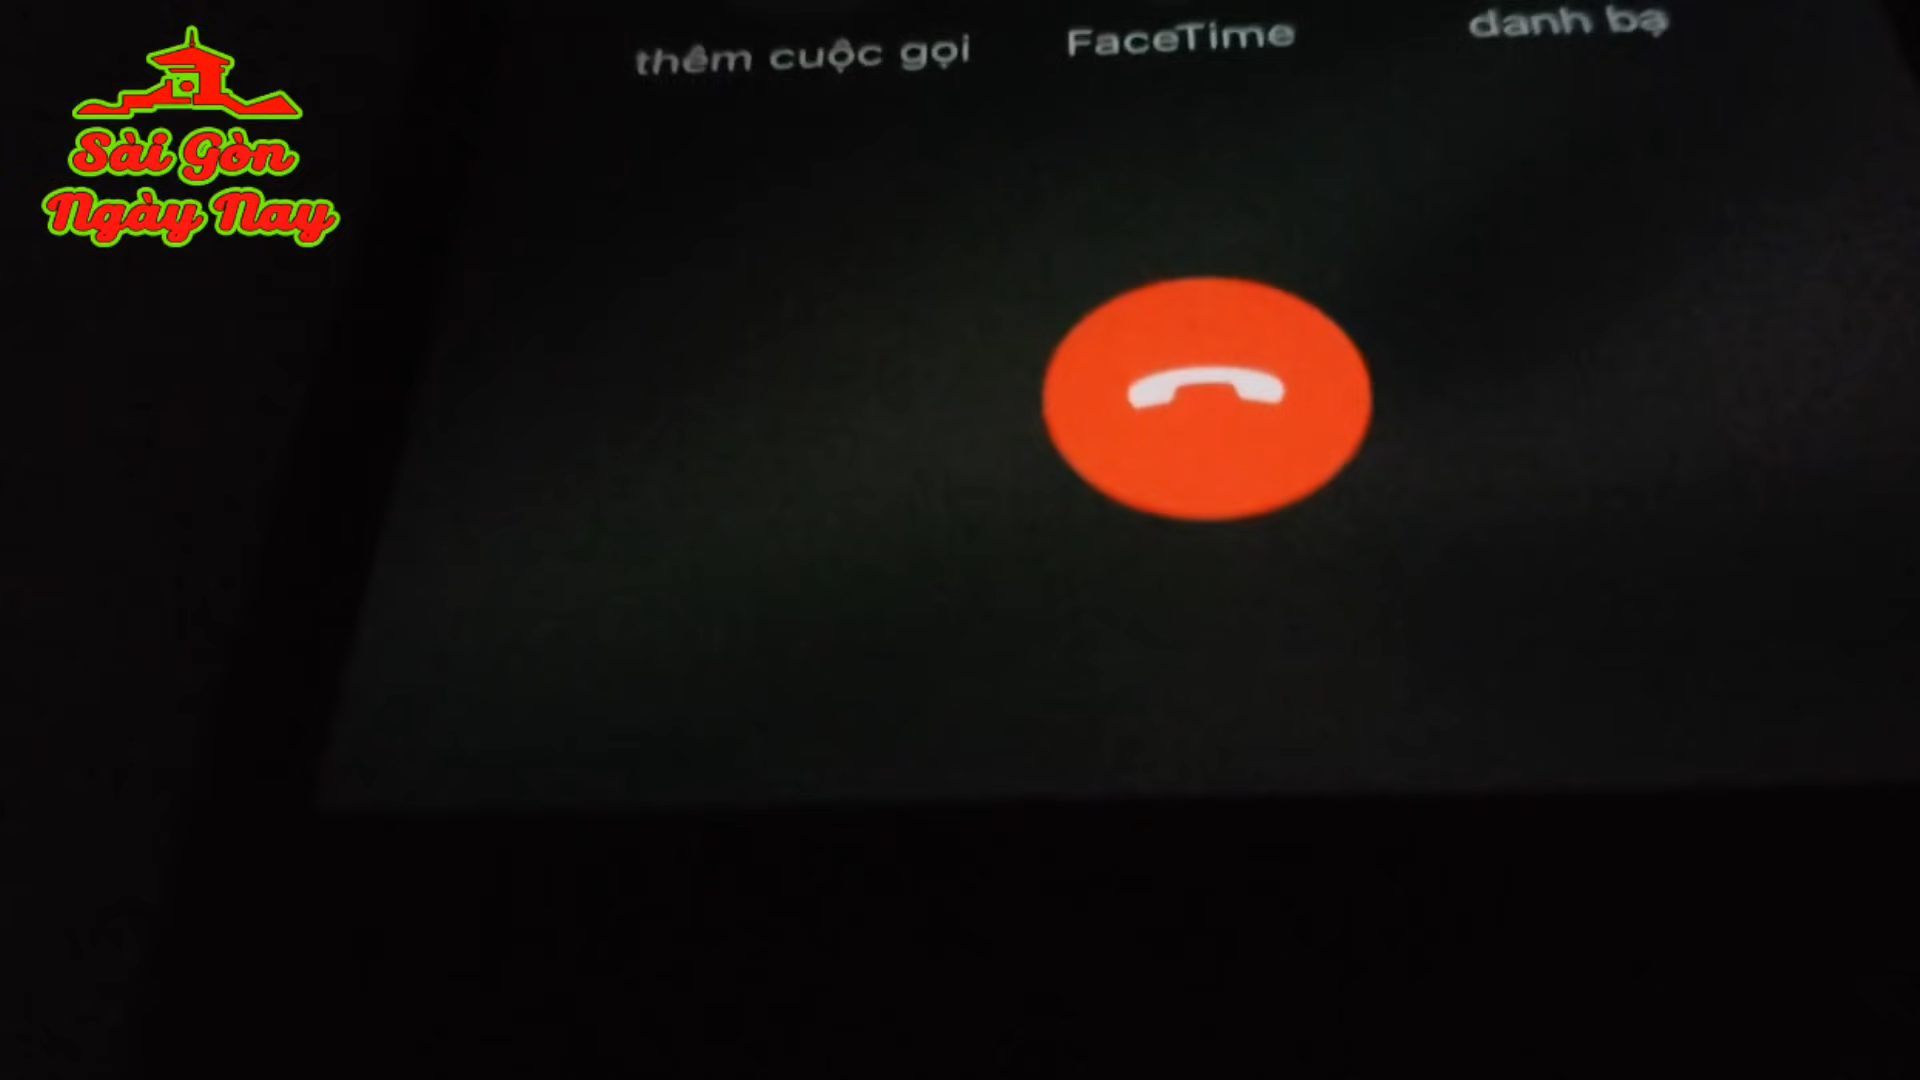 Sài Gòn
Ngày Nay
thêm cuộc gọi
FaceTime
danh bạ